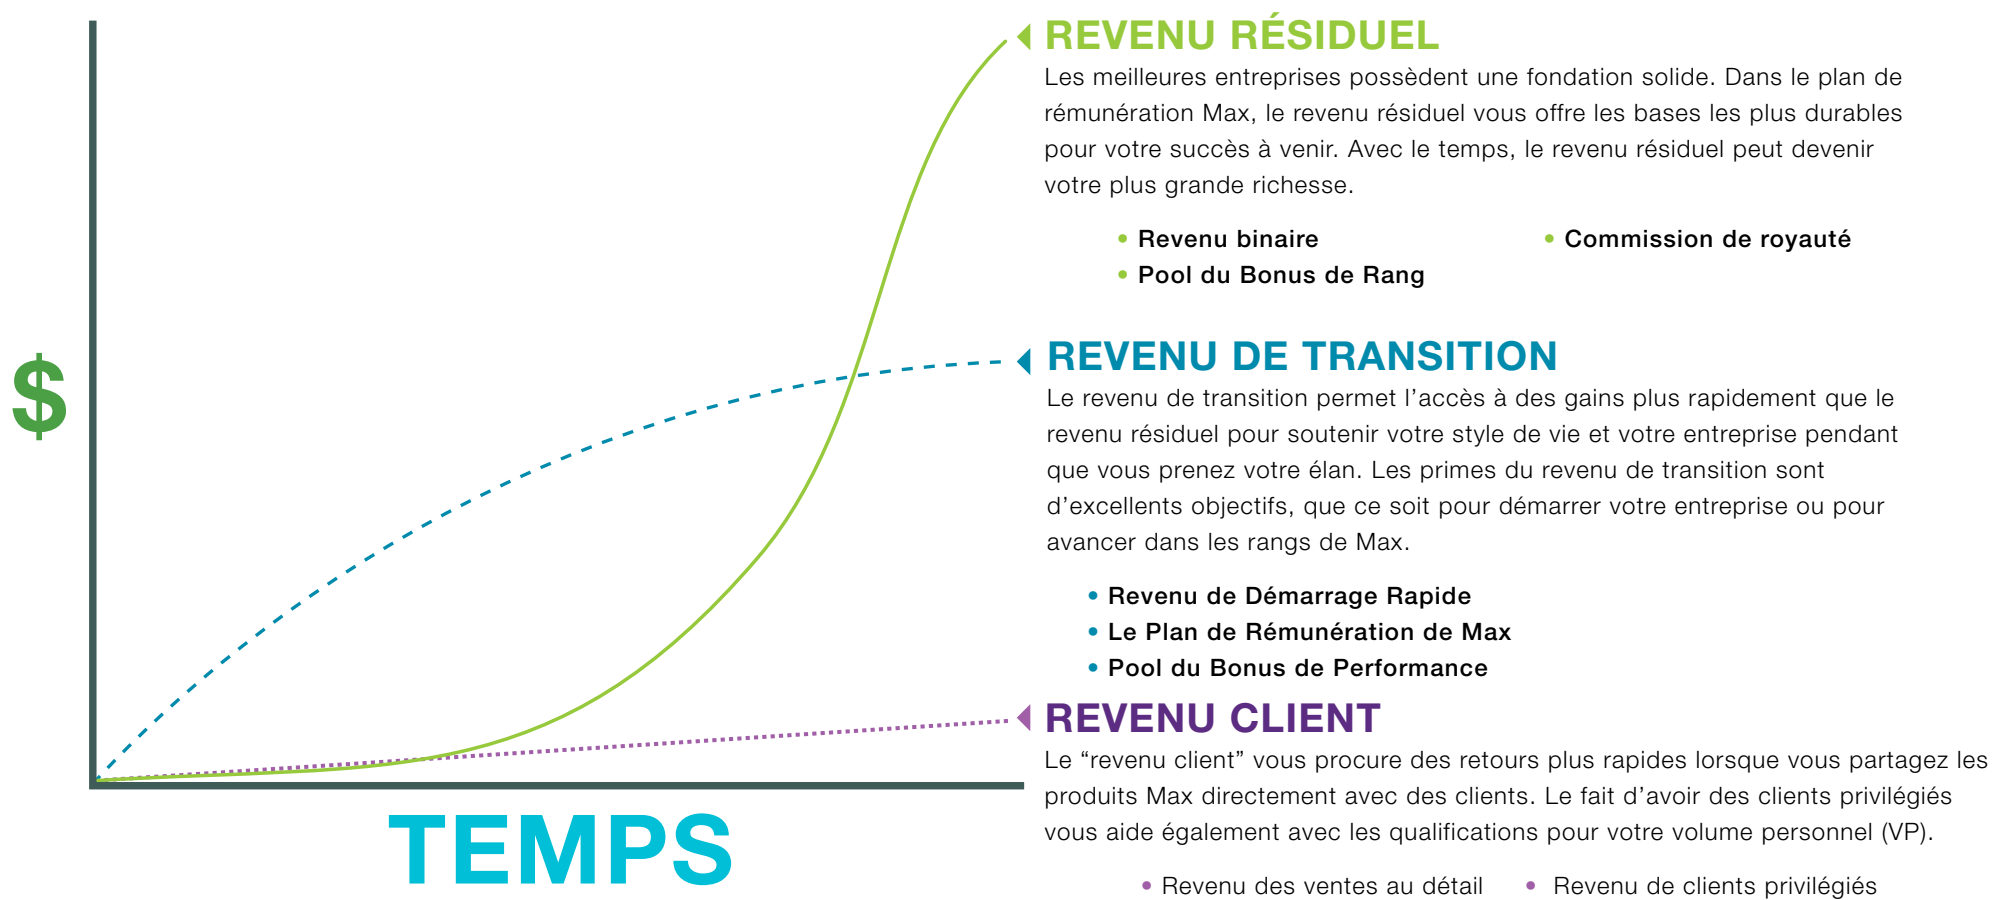 $
TEMPS
REVENU RÉSIDUEL
Les meilleures entreprises possèdent une fondation solide. Dans le plan de
rémunération Max, le revenu résiduel vous offre les bases les plus durables
pour votre succès à venir. Avec le temps, le revenu résiduel peut devenir
votre plus grande richesse.
• Revenu binaire
• Pool du Bonus de Rang
• Commission de royauté
REVENU DE TRANSITION
Le revenu de transition permet l’accès à des gains plus rapidement que le
revenu résiduel pour soutenir votre style de vie et votre entreprise pendant
que vous prenez votre élan. Les primes du revenu de transition sont
d’excellents objectifs, que ce soit pour démarrer votre entreprise ou pour
avancer dans les rangs de Max.
• Revenu de Démarrage Rapide
• Le Plan de Rémunération de Max
• Pool du Bonus de Performance
REVENU CLIENT
Le “revenu client” vous procure des retours plus rapides lorsque vous partagez les
produits Max directement avec des clients. Le fait d’avoir des clients privilégiés
vous aide également avec les qualifications pour votre volume personnel (VP).
• Revenu des ventes au détail
• Revenu de clients privilégiés